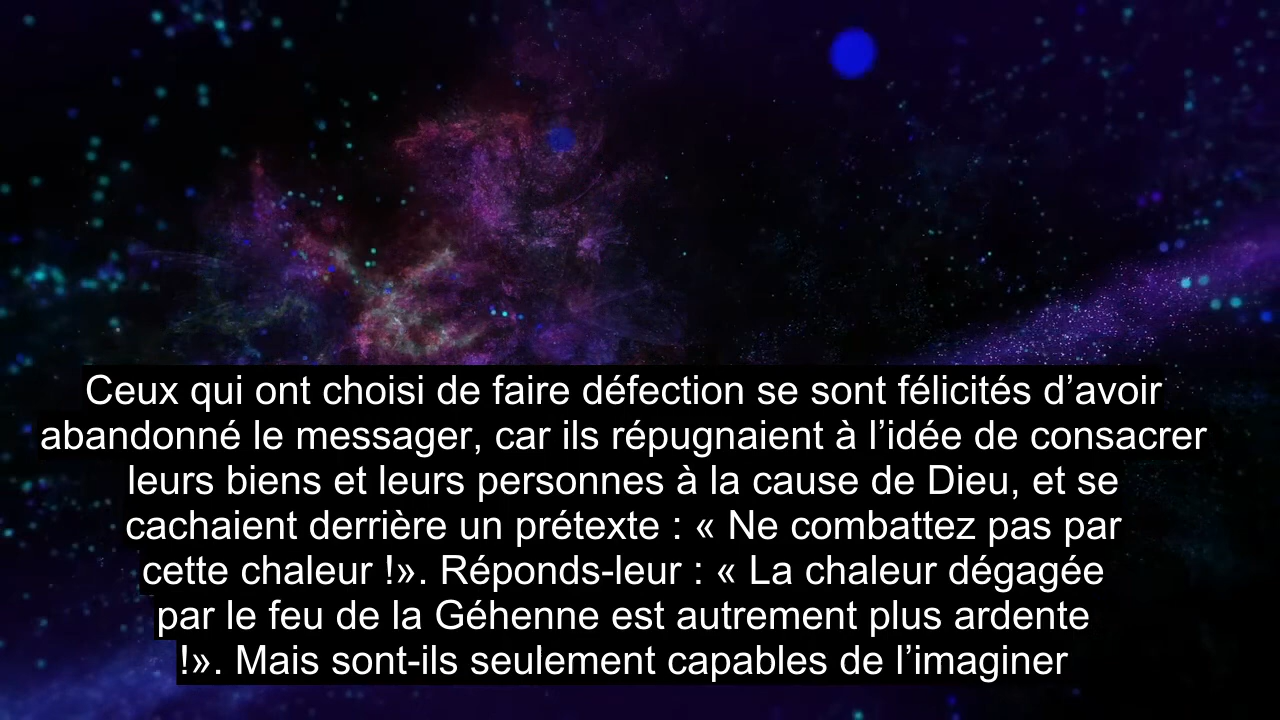 Ceux qui ont choisi de faire défection se sont félicités d’avoir
abandonné le messager, car ils répugnaient à l’idée de consacrer
leurs biens et leurs personnes à la cause de Dieu, et se
cachaient derrière un prétexte : « Ne combattez pas par
cette chaleur !». Réponds-leur : « La chaleur dégagée
par le feu de la Géhenne est autrement plus ardente
!». Mais sont-ils seulement capables de l’imaginer